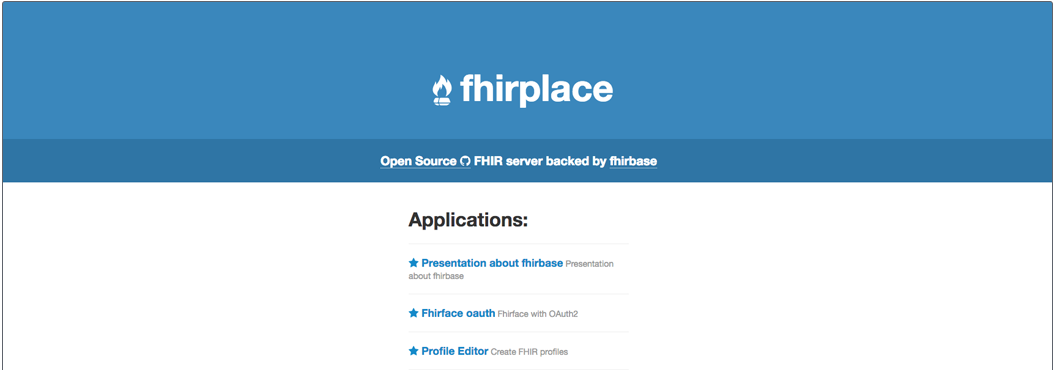 fhirplace
Open Source FHIR server backed by fhirbase
Applications:
Presentation about fhirbase Presentation
about fhirbase
Fhirface oauth Fhirface with OAuth2
Profile Editor Create FHIR profiles